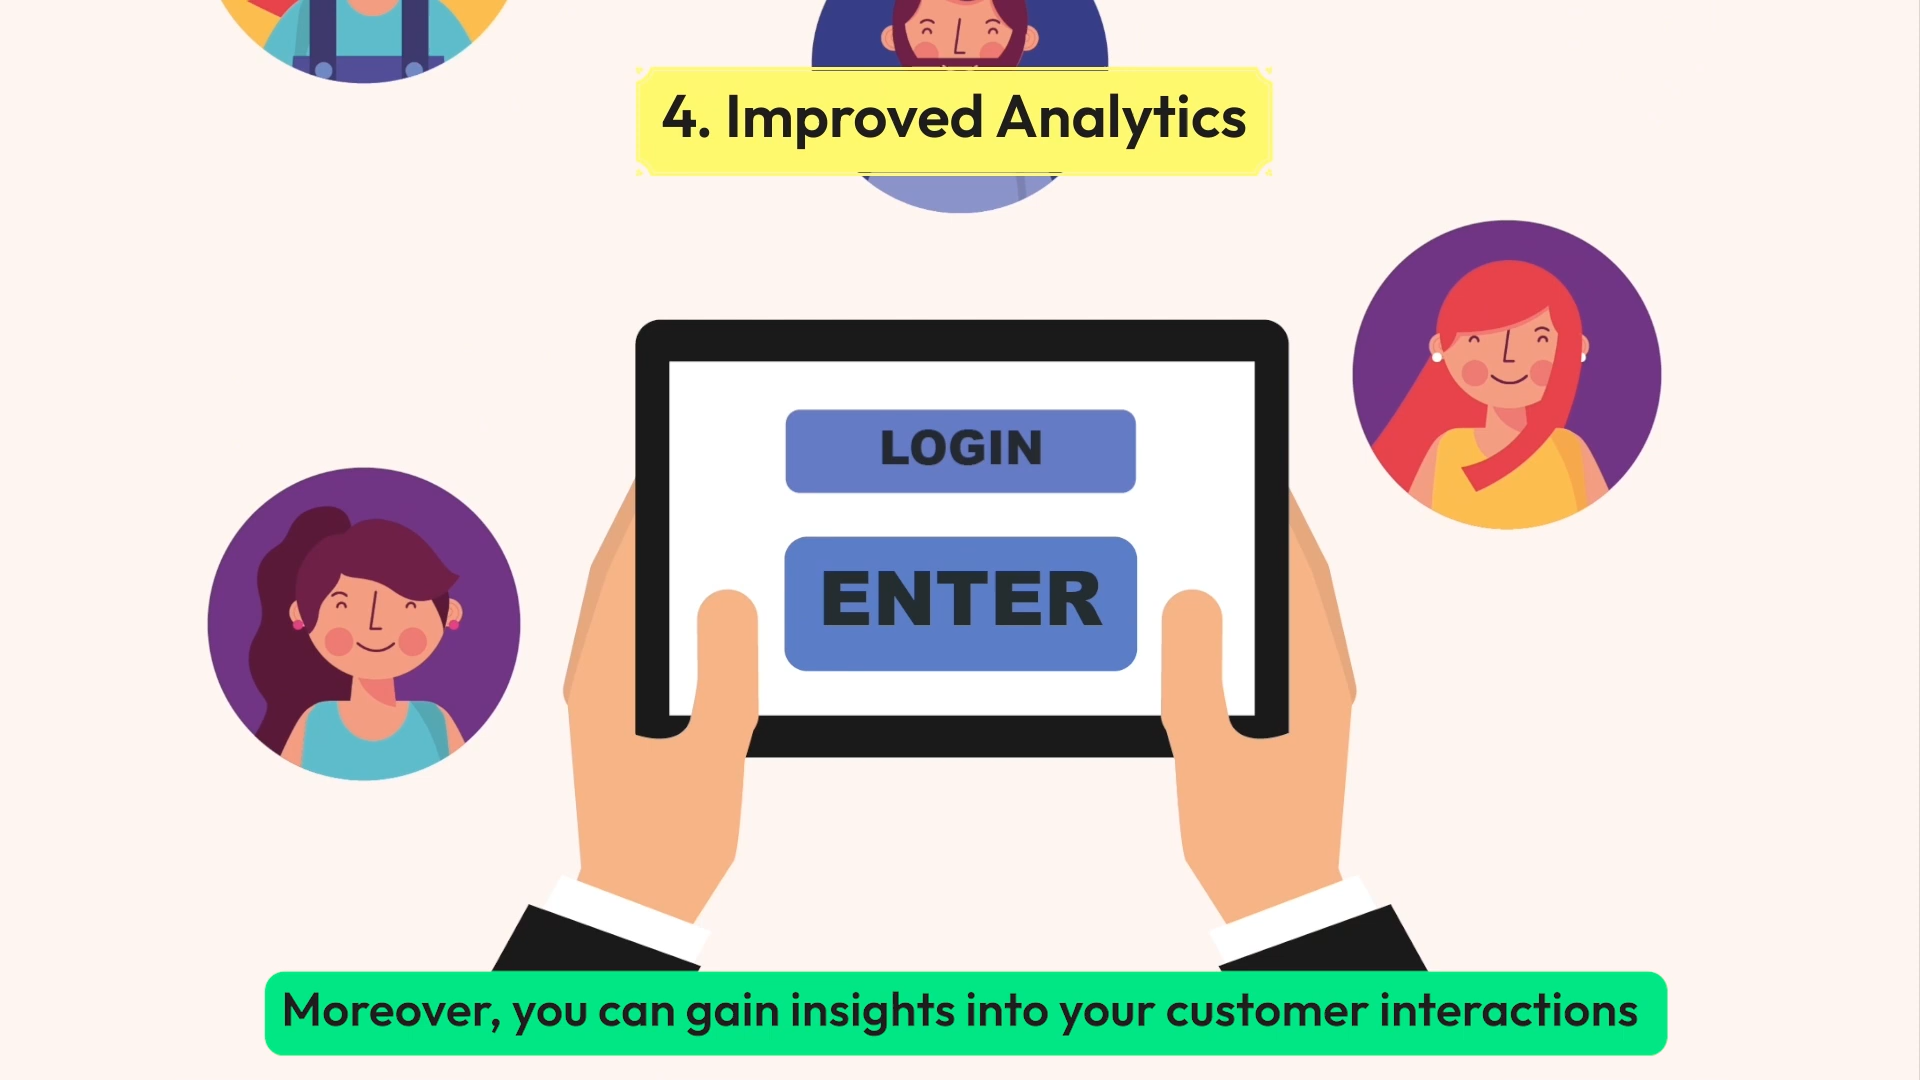 4. Improved Analytics
LOGIN
ENTER
Moreover, you can gain insights into your customer interactions